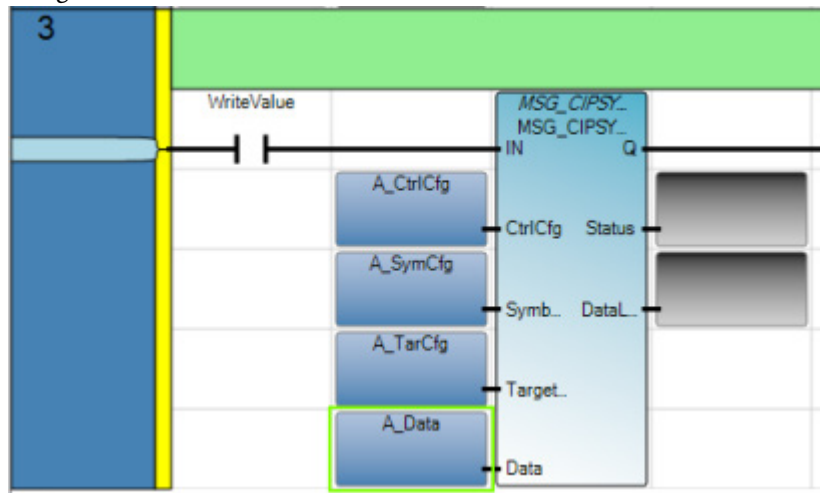 3
WriteValue
MSG_CIPSY...
MSG_CIPSY...
IN Q
A_CtrlCfg
CtrlCfg Status
A_SymCfg
Symb... DataL...
A_TarCfg
Target...
A_Data
Data